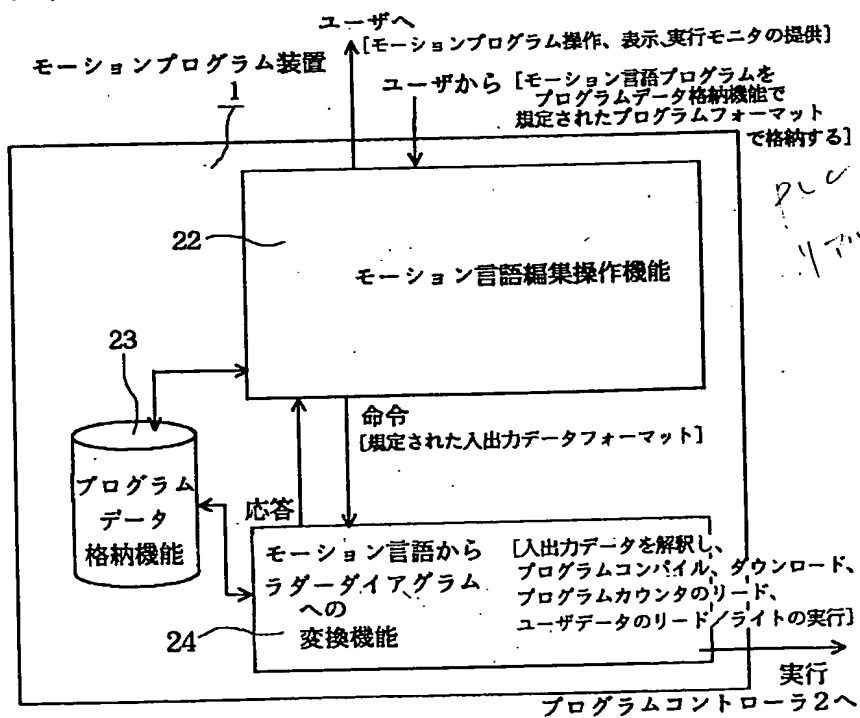 ユーザへ
[モーションプログラム操作、表示、実行モニタの提供]
モーションプログラム装置
1
ユーザから [モーション言語プログラムを
プログラムデータ格納機能で
規定されたプログラムフォーマット
で格納する]
PLC
22
モーション言語編集操作機能
23
プログラム
データ
格納機能
命令
[規定された入出力データフォーマット]
応答
モーション言語から
ラダーダイアグラム
への
変換機能
24
[入出力データを解釈し、
プログラムコンパイル、ダウンロード、
プログラムカウンタのリード、
ユーザデータのリード/ライトの実行]
実行
プログラムコントローラ2へ